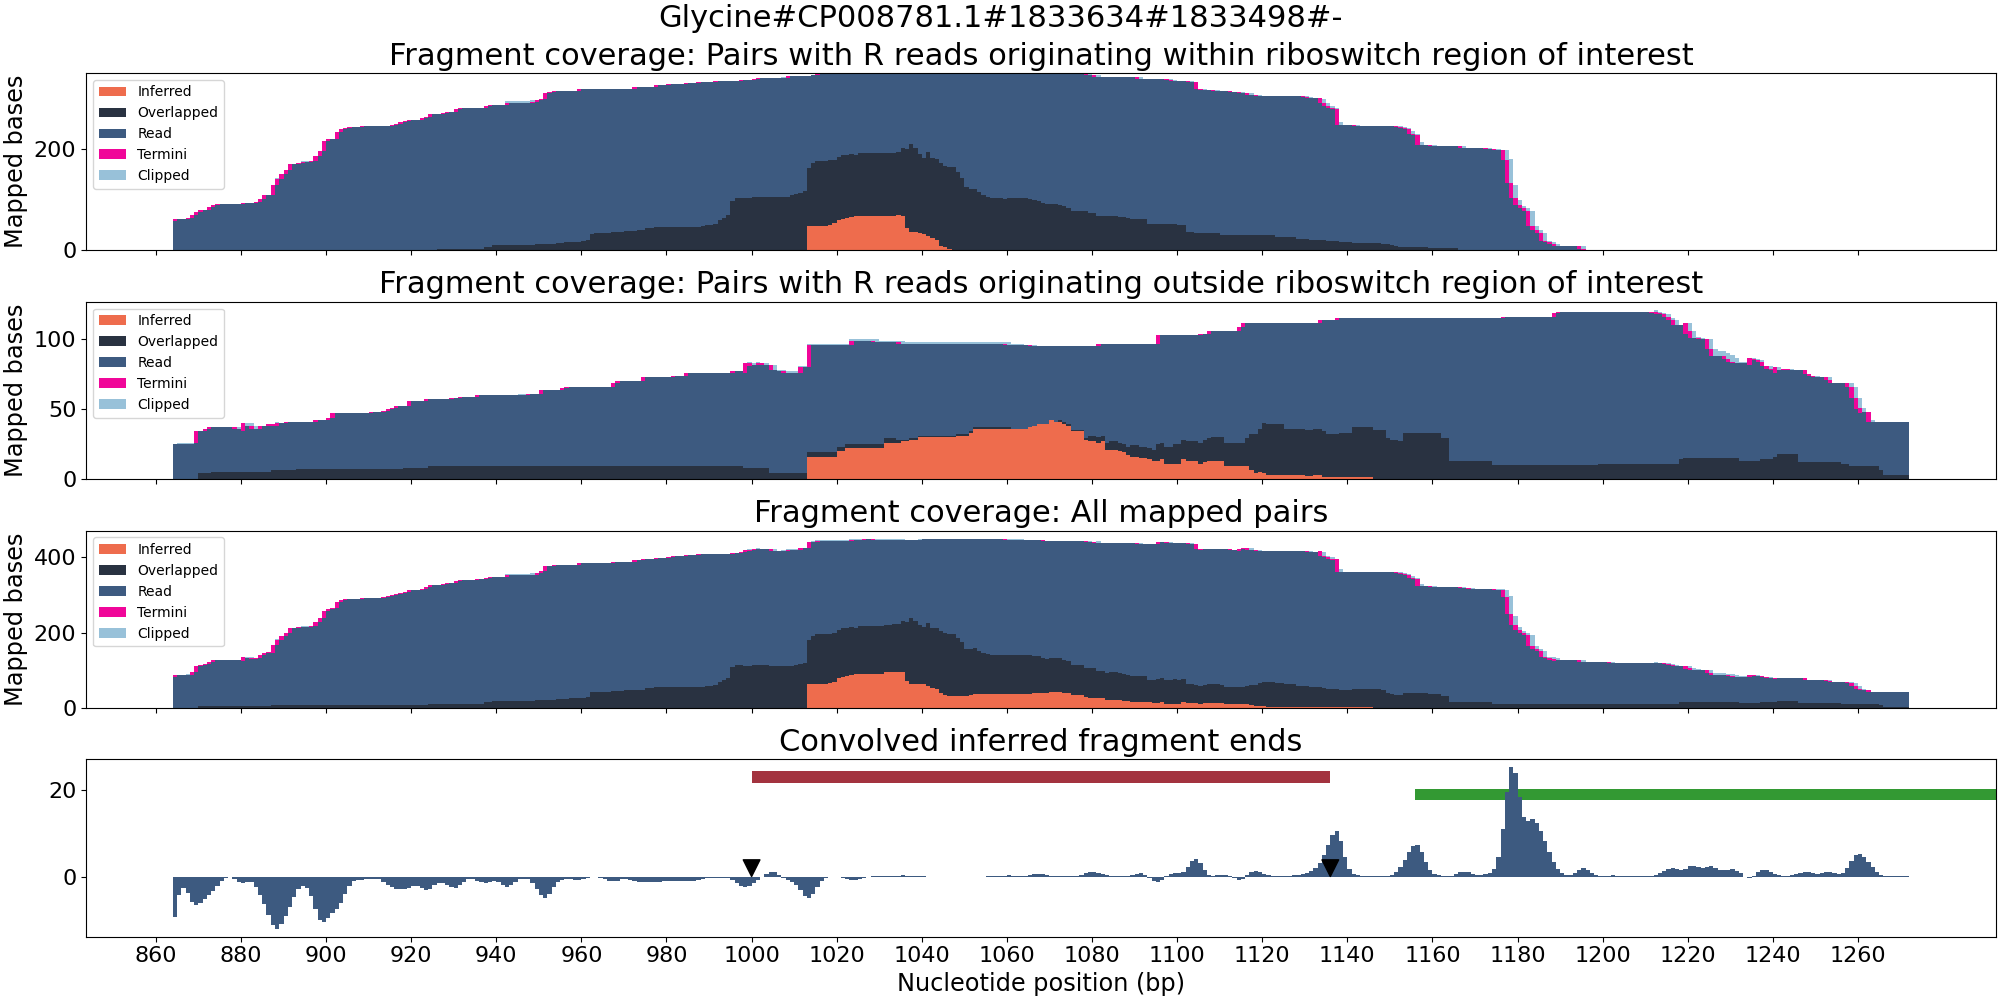 Glycine#CP008781.1#1833634#1833498#-
Fragment coverage: Pairs with R reads originating within riboswitch region of interest
Mapped bases
200
0
Inferred
Overlapped
Read
Termini
Clipped
Fragment coverage: Pairs with R reads originating outside riboswitch region of interest
Mapped bases
100
50
0
Inferred
Overlapped
Read
Termini
Clipped
Fragment coverage: All mapped pairs
Mapped bases
400
200
0
Inferred
Overlapped
Read
Termini
Clipped
Convolved inferred fragment ends
20
0
860 880 900 920 940 960 980 1000 1020 1040 1060 1080 1100 1120 1140 1160 1180 1200 1220 1240 1260
Nucleotide position (bp)